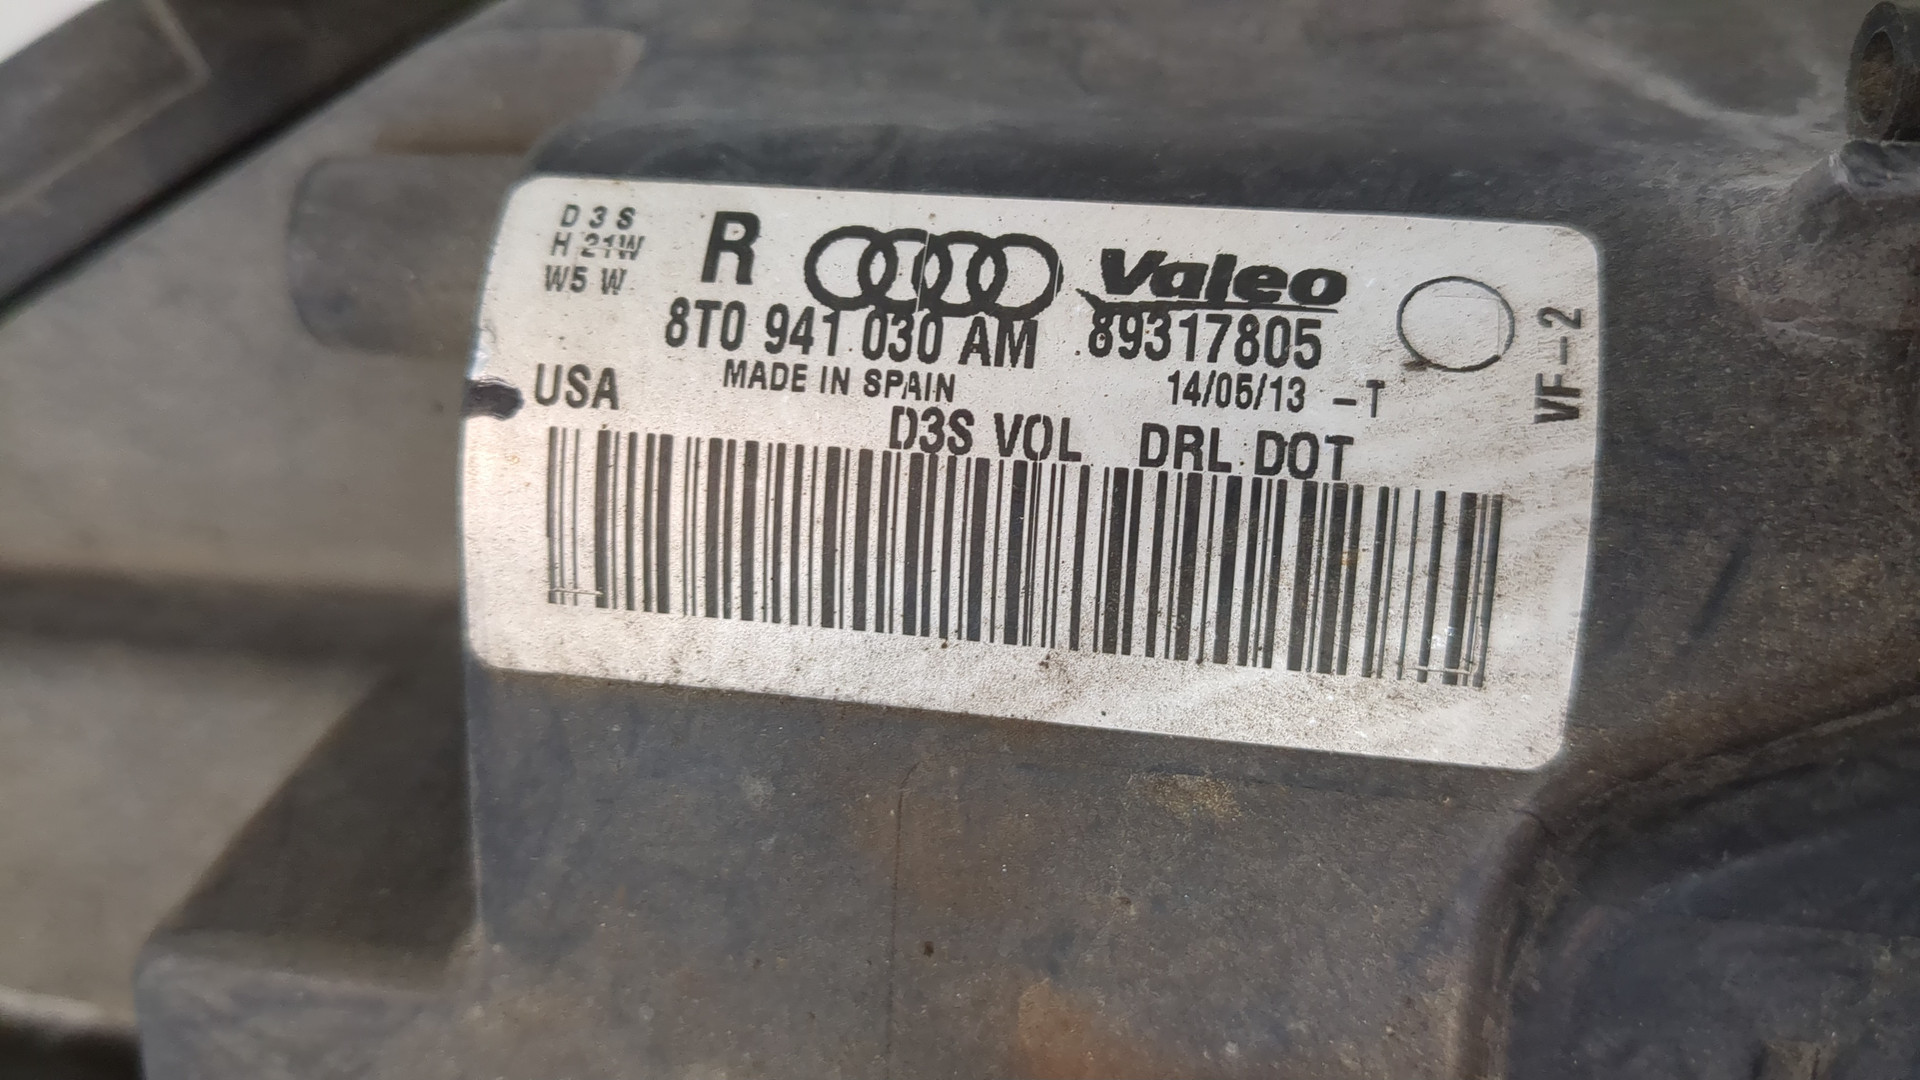 D3S
H 21W
W5W
R Valeo
8T0 941 030 AM 89317805
USA MADE IN SPAIN 14/05/13 -T
D3S VOL DRL DOT
VF-2